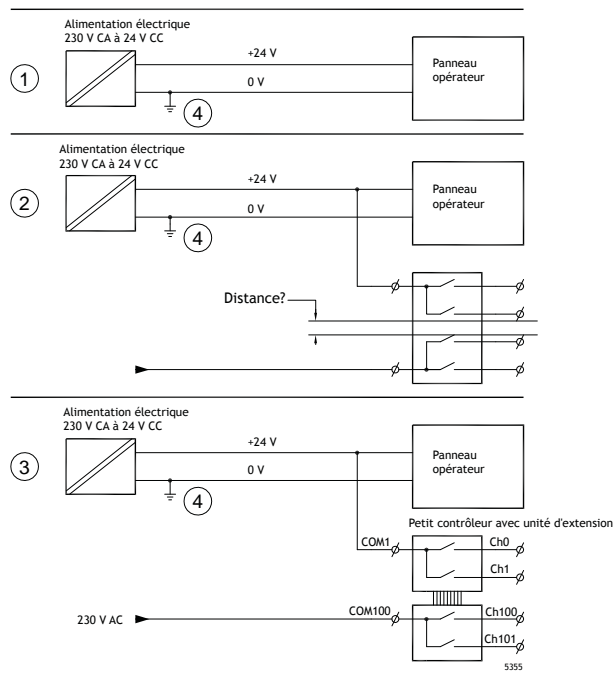 Alimentation électrique
230 V CA à 24 V CC
+24 V
Panneau
opérateur
1
0 V
4
Alimentation électrique
230 V CA à 24 V CC
+24 V
Panneau
opérateur
2
0 V
4
Distance?
Alimentation électrique
230 V CA à 24 V CC
+24 V
Panneau
opérateur
3
0 V
4
Petit contrôleur avec unité d'extension
COM1
Ch0
Ch1
230 V AC
COM100
Ch100
Ch101
5355